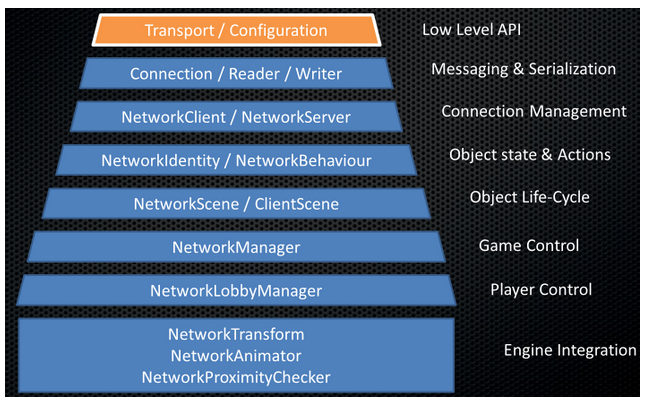 Transport / Configuration
Low Level API
Connection / Reader / Writer
Messaging & Serialization
NetworkClient / NetworkServer
Connection Management
NetworkIdentity / NetworkBehaviour
Object state & Actions
NetworkScene / ClientScene
Object Life-Cycle
NetworkManager
Game Control
NetworkLobbyManager
Player Control
NetworkTransform
NetworkAnimator
NetworkProximityChecker
Engine Integration